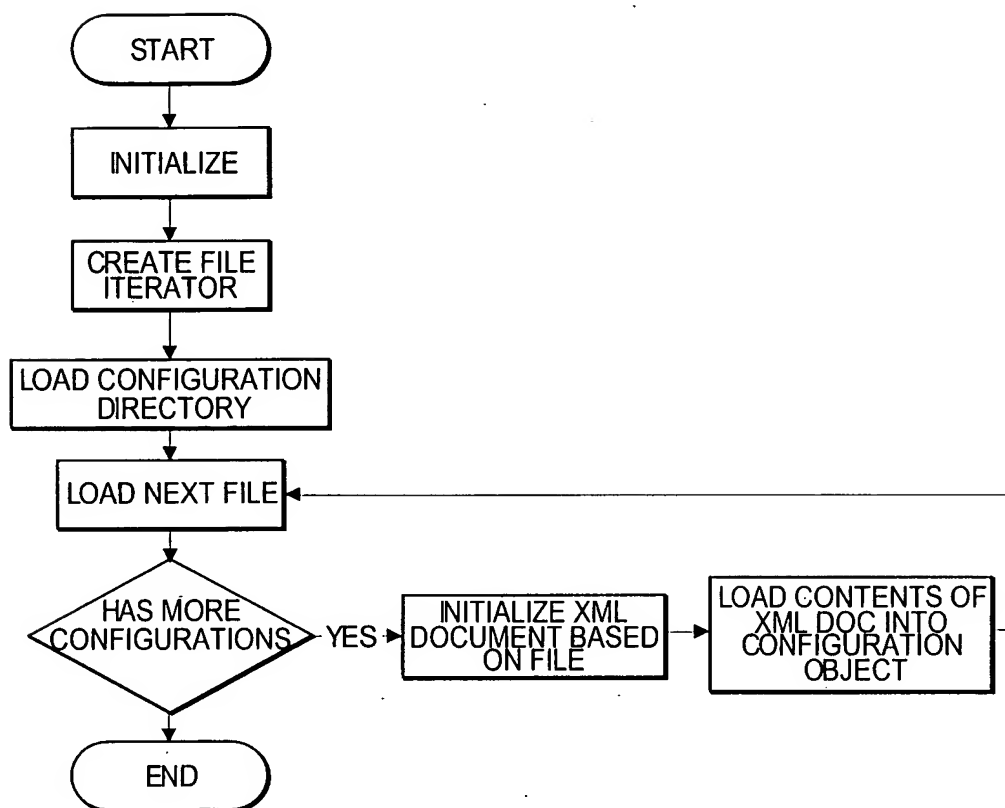 START
INITIALIZE
CREATE FILE
ITERATOR
LOAD CONFIGURATION
DIRECTORY
LOAD NEXT FILE
HAS MORE
CONFIGURATIONS
YES
INITIALIZE XML
DOCUMENT BASED
ON FILE
LOAD CONTENTS OF
XML DOC INTO
CONFIGURATION
OBJECT
END